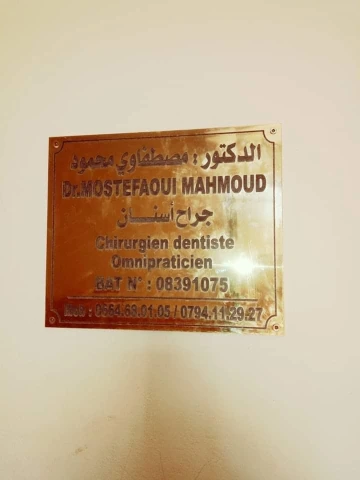 الدكتور : مصطفاوي محمود
Dr.MOSTEFAOUI MAHMOUD
جراح أسنان
Chirurgien dentiste
Omnipraticien
BAT N° : 08391075
Mob : 0664.68.01.05 / 0794.11.29.27